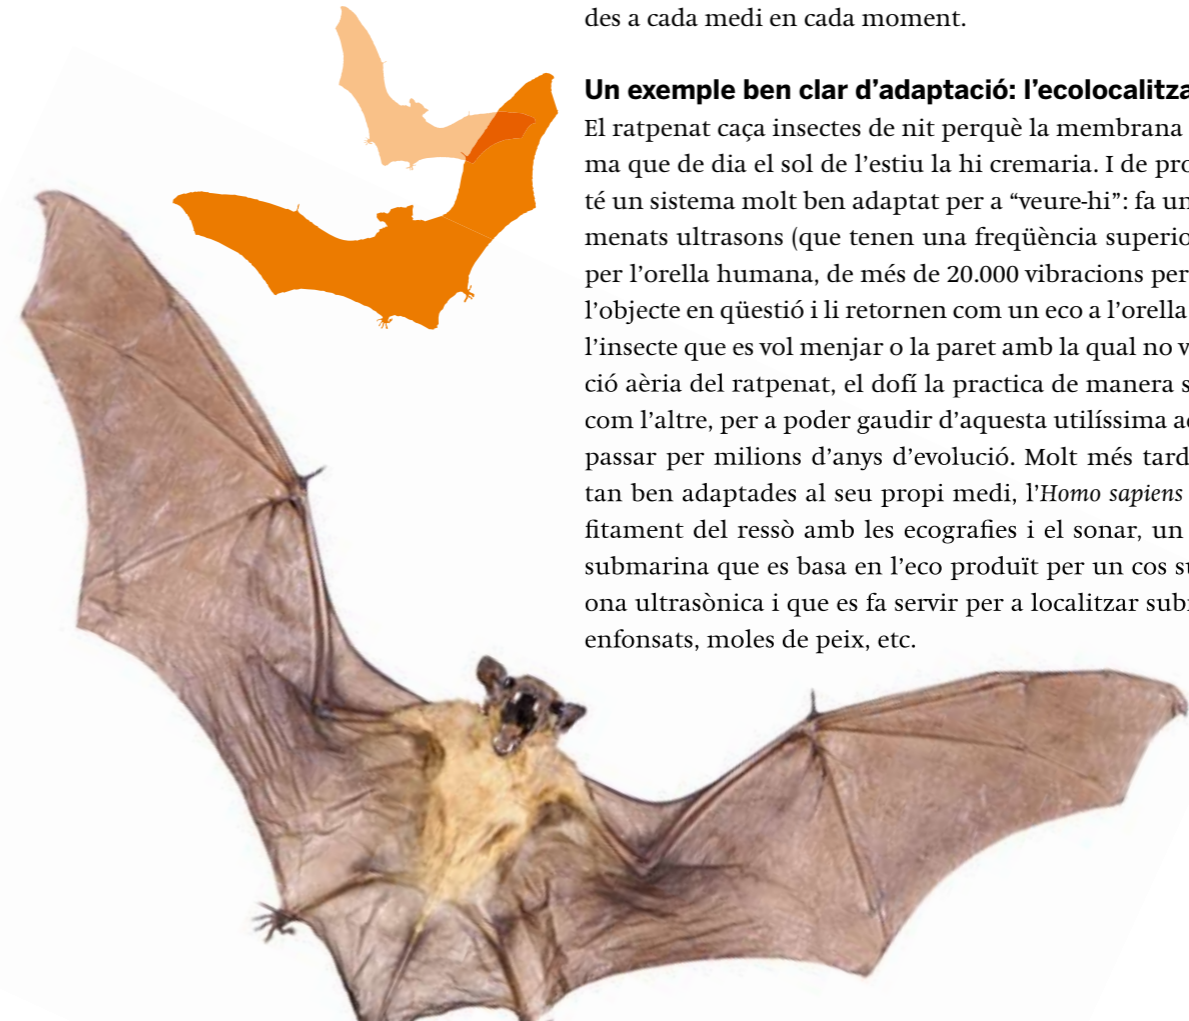 des a cada medi en cada moment.
Un exemple ben clar d’adaptació: l’ecolocalitza
El ratpenat caça insectes de nit perquè la membrana
ma que de dia el sol de l’estiu la hi cremaria. I de pro
té un sistema molt ben adaptat per a “veure-hi”: fa un
menats ultrasons (que tenen una freqüència superio
per l’orella humana, de més de 20.000 vibracions per
l’objecte en qüestió i li retornen com un eco a l’orella
l’insecte que es vol menjar o la paret amb la qual no v
ció aèria del ratpenat, el dofí la practica de manera s
com l’altre, per a poder gaudir d’aquesta utilíssima a
passar per milions d’anys d’evolució. Molt més tard
tan ben adaptades al seu propi medi, l’Homo sapiens
fitament del ressò amb les ecografies i el sonar, un
submarina que es basa en l’eco produït per un cos su
ona ultrasònica i que es fa servir per a localitzar sub
enfonsats, moles de peix, etc.